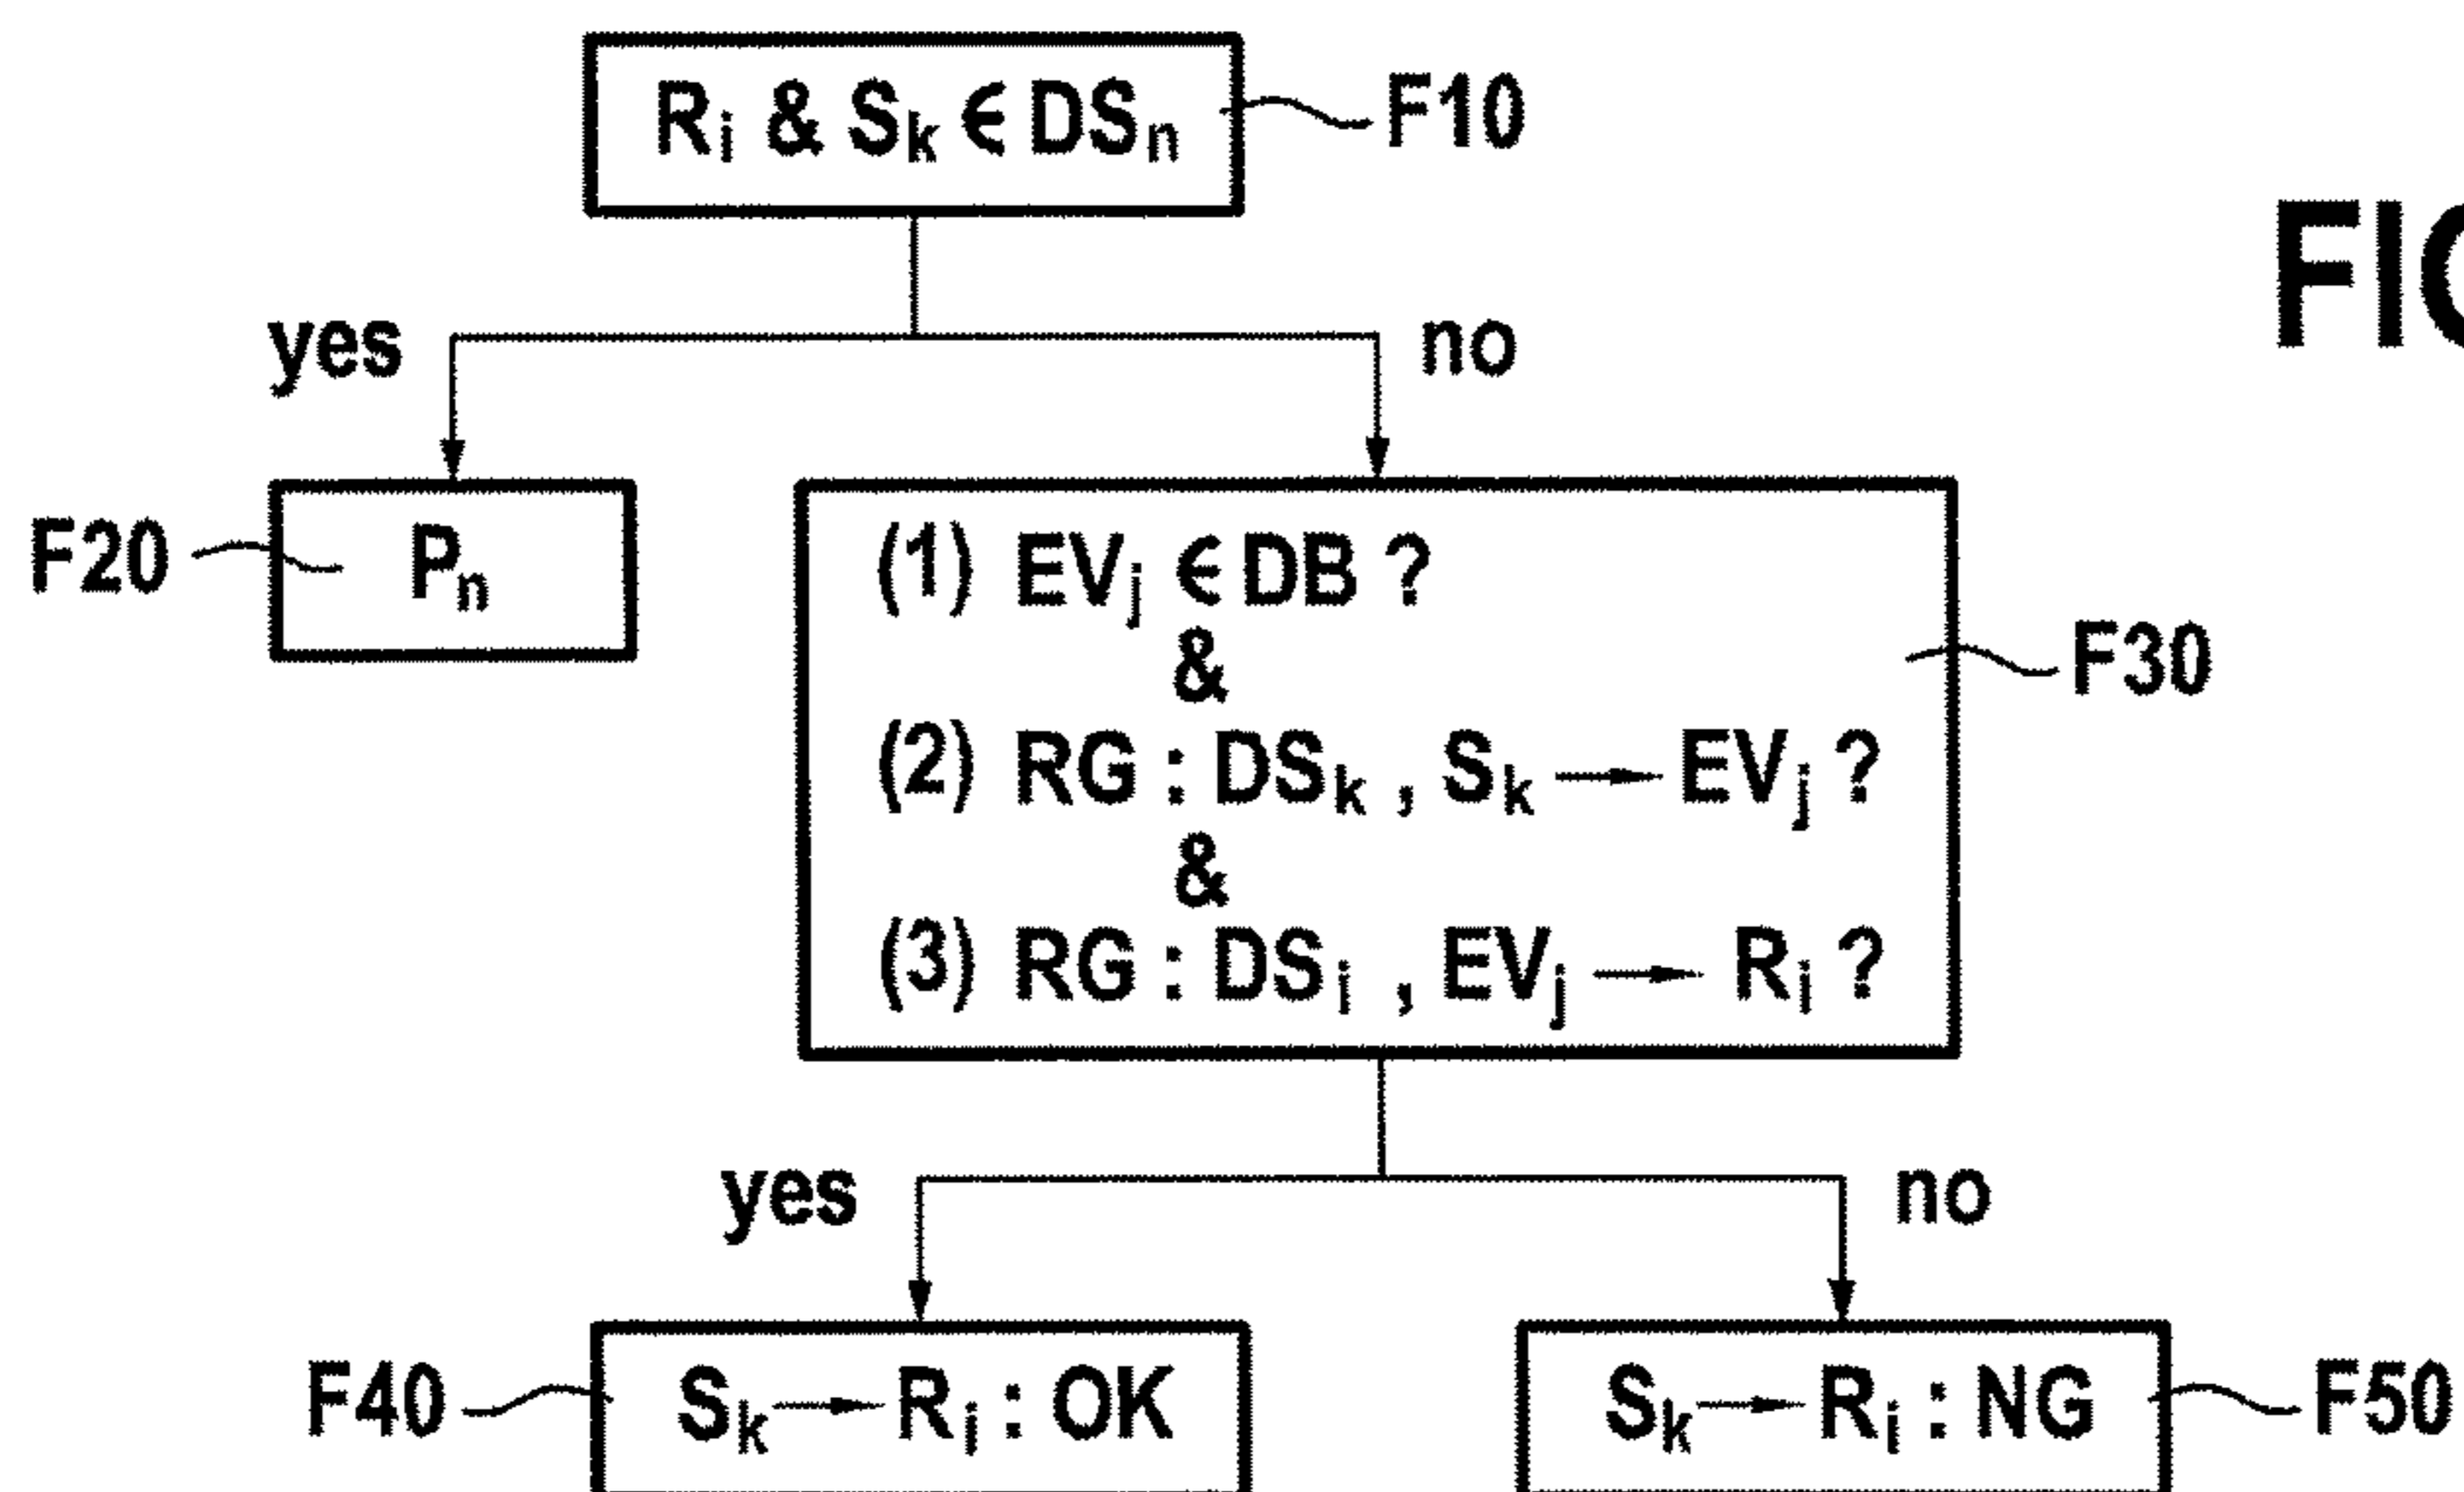 Rᵢ & Sₖ ∈ DSₙ F10
FIG
yes no
F20 Pₙ
(1) EVⱼ ∈ DB ?
&
F30
(2) RG : DSₖ , Sₖ → EVⱼ ?
&
(3) RG : DSᵢ , EVⱼ → Rᵢ ?
yes no
F40 Sₖ → Rᵢ : OK
Sₖ → Rᵢ : NG F50